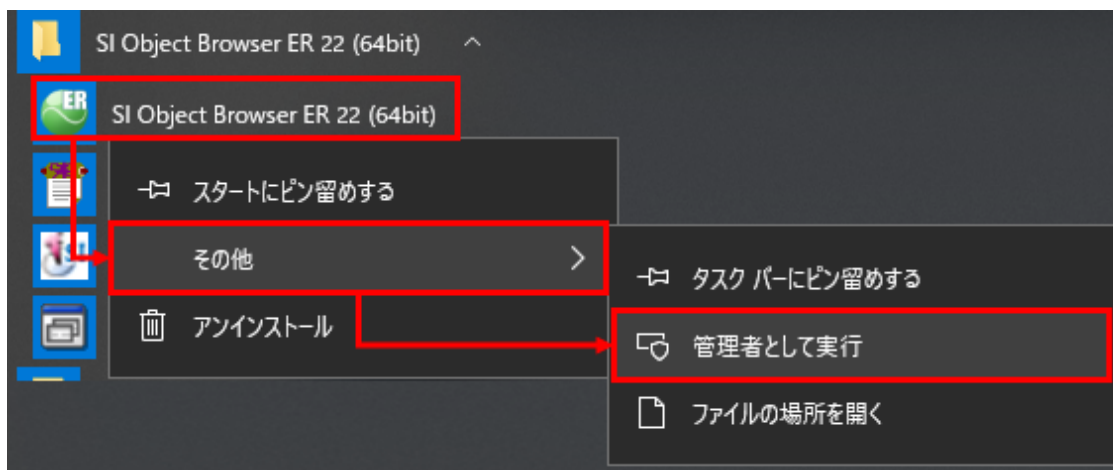 SI Object Browser ER 22 (64bit)
ER
SI Object Browser ER 22 (64bit)
スタートにピン留めする
その他
アンインストール
タスク バーにピン留めする
管理者として実行
ファイルの場所を開く